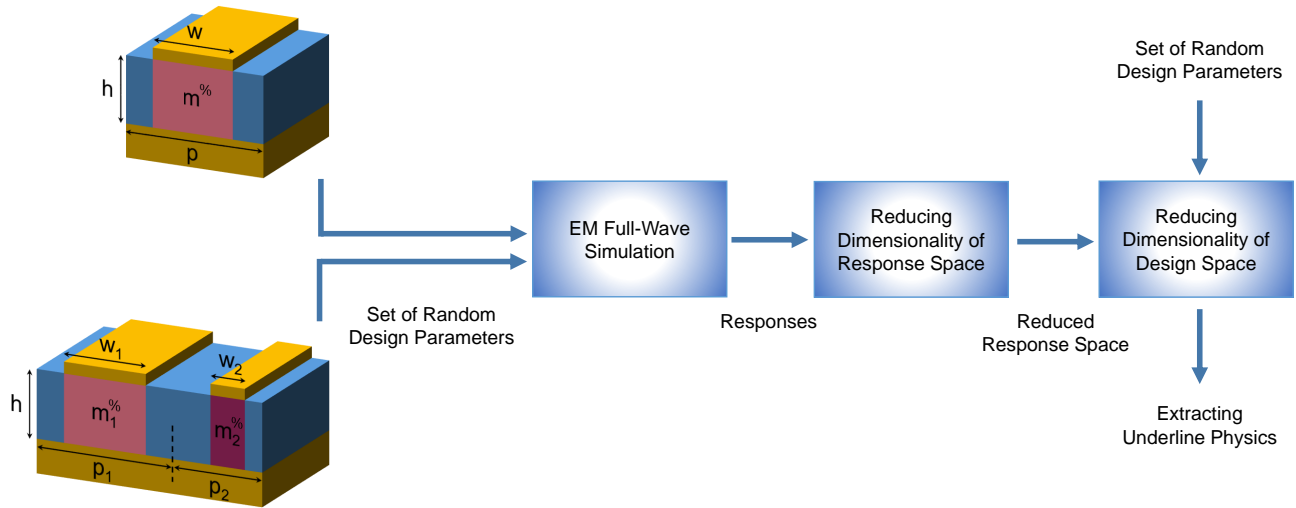 w
h
m%
p
w1
w2
h
m1%
m2%
p1
p2
Set of Random
Design Parameters
EM Full-Wave
Simulation
Responses
Reducing
Dimensionality of
Response Space
Reduced
Response Space
Set of Random
Design Parameters
Reducing
Dimensionality of
Design Space
Extracting
Underline Physics